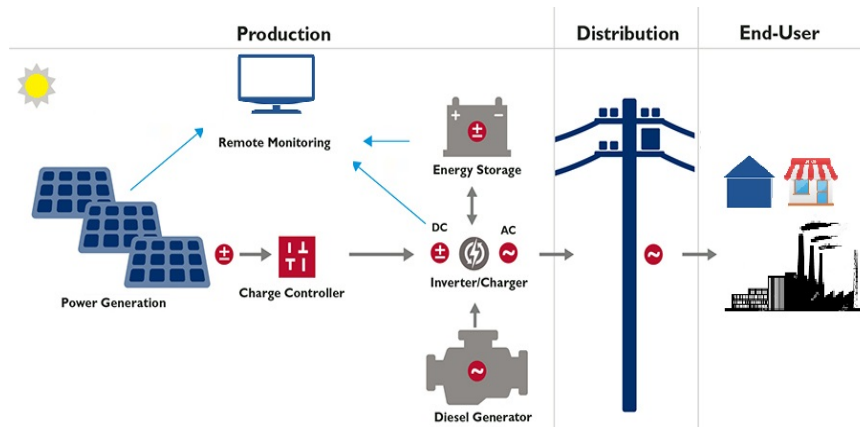 Production
Distribution
End-User
Remote Monitoring
+ −
±
Energy Storage
DC
AC
±
±
~
~
Power Generation
Charge Controller
Inverter/Charger
~
Diesel Generator